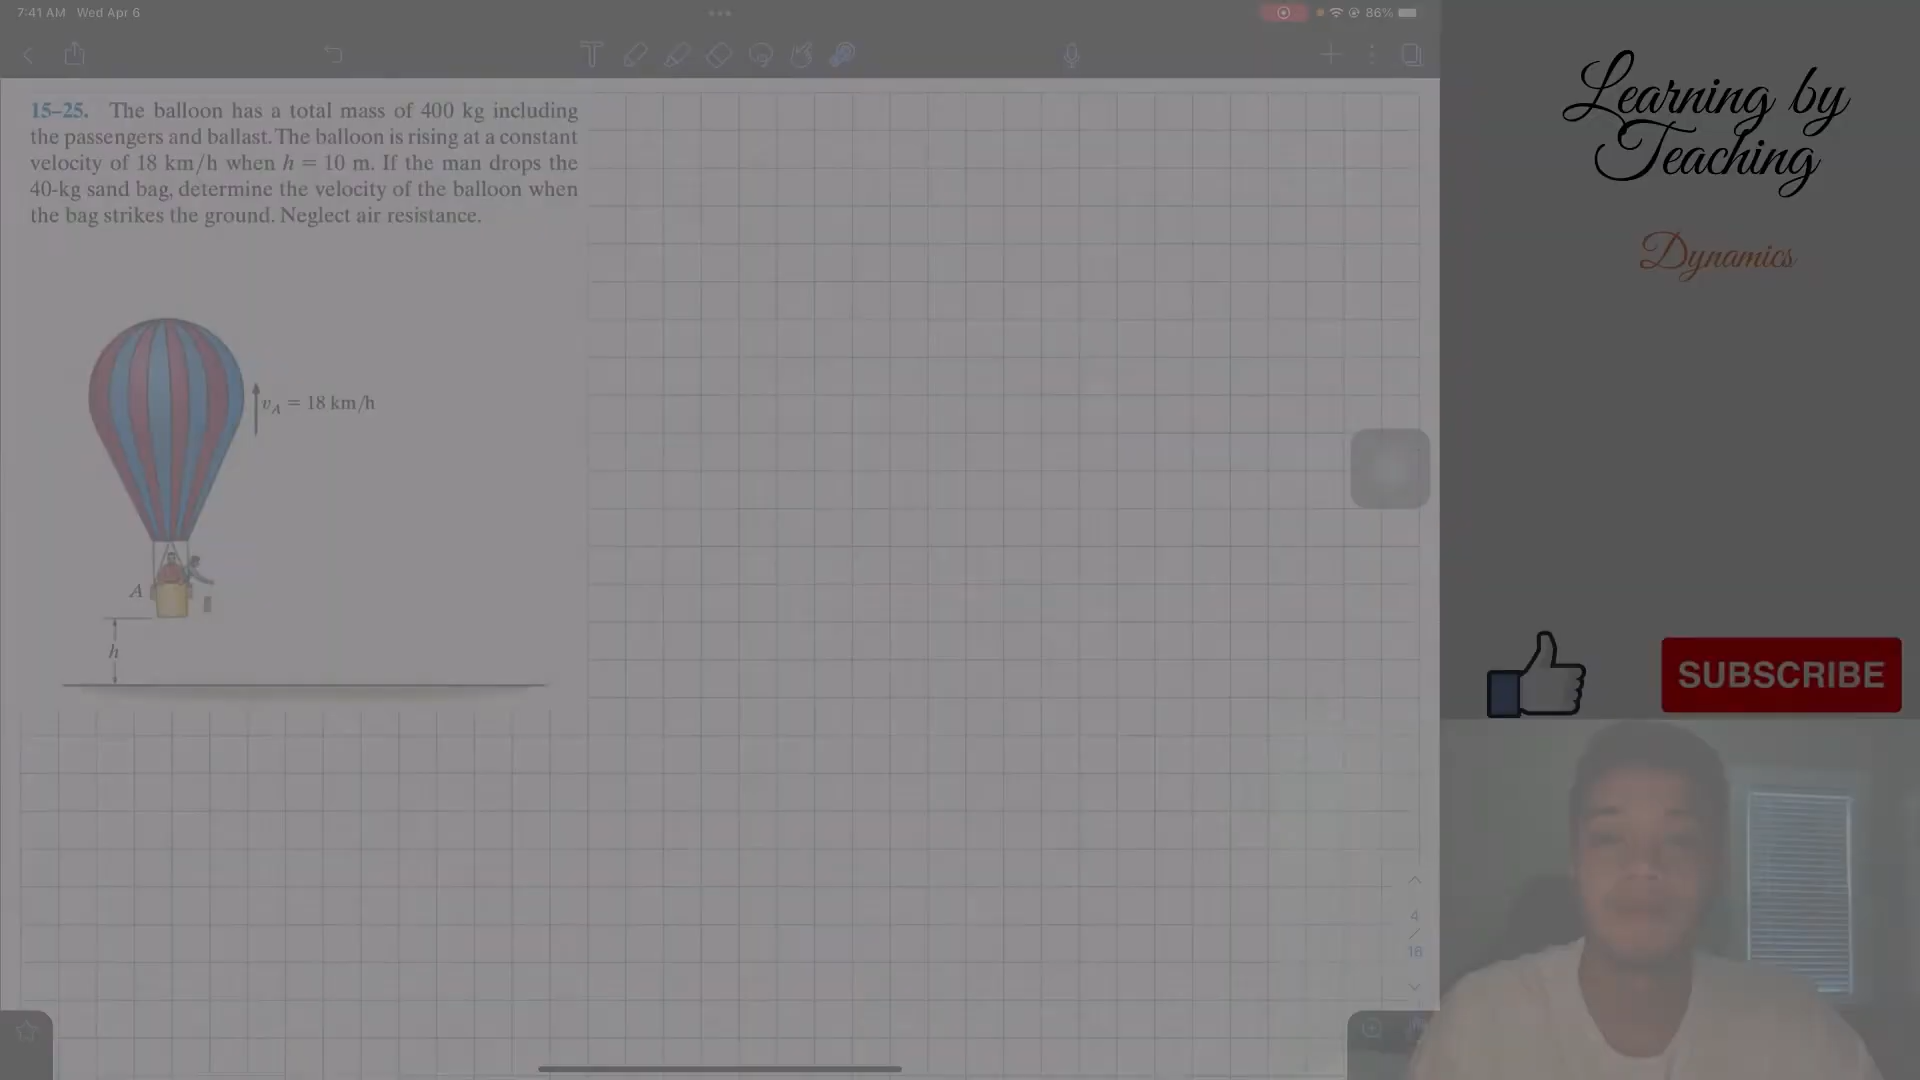 7:41 AM Wed Apr 6
86%
15–25. The balloon has a total mass of 400 kg including
the passengers and ballast. The balloon is rising at a constant
velocity of 18 km/h when h = 10 m. If the man drops the
40-kg sand bag, determine the velocity of the balloon when
the bag strikes the ground. Neglect air resistance.
vA = 18 km/h
A
h
4
/
16
Learning by
Teaching
Dynamics
SUBSCRIBE